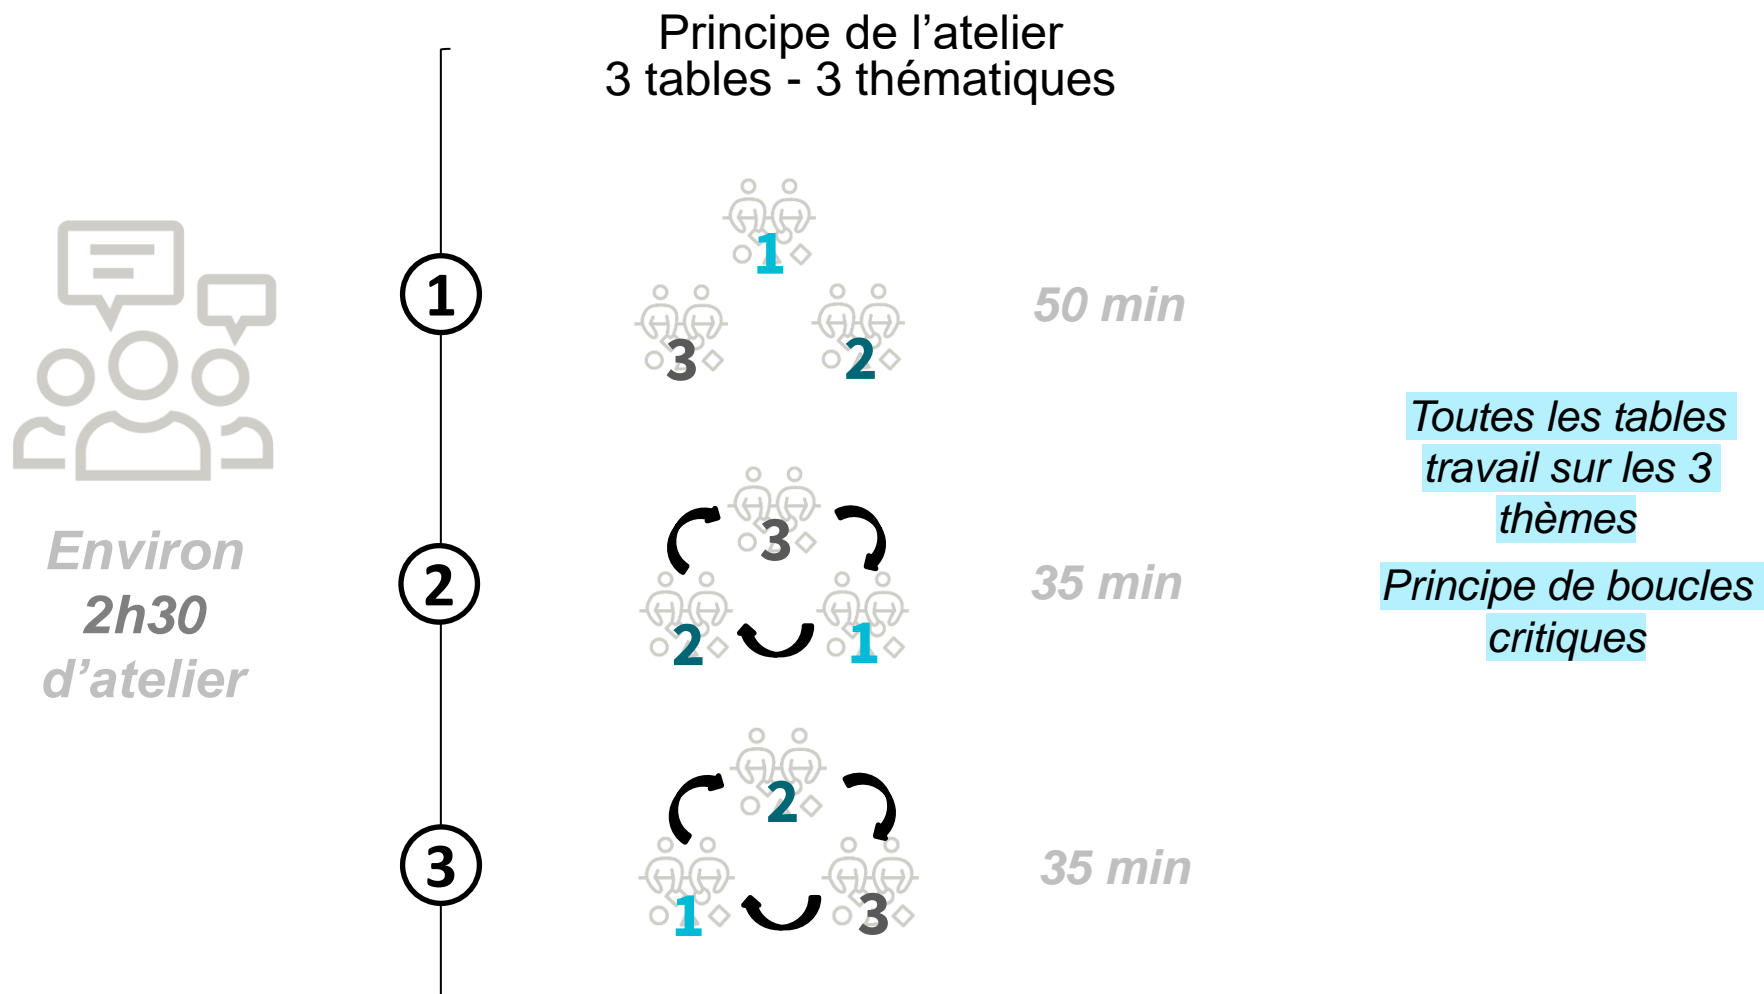 Principe de l’atelier
3 tables - 3 thématiques
Environ
2h30
d’atelier
1
1
3
2
50 min
2
3
2
1
35 min
3
2
1
3
35 min
Toutes les tables
travail sur les 3
thèmes
Principe de boucles
critiques